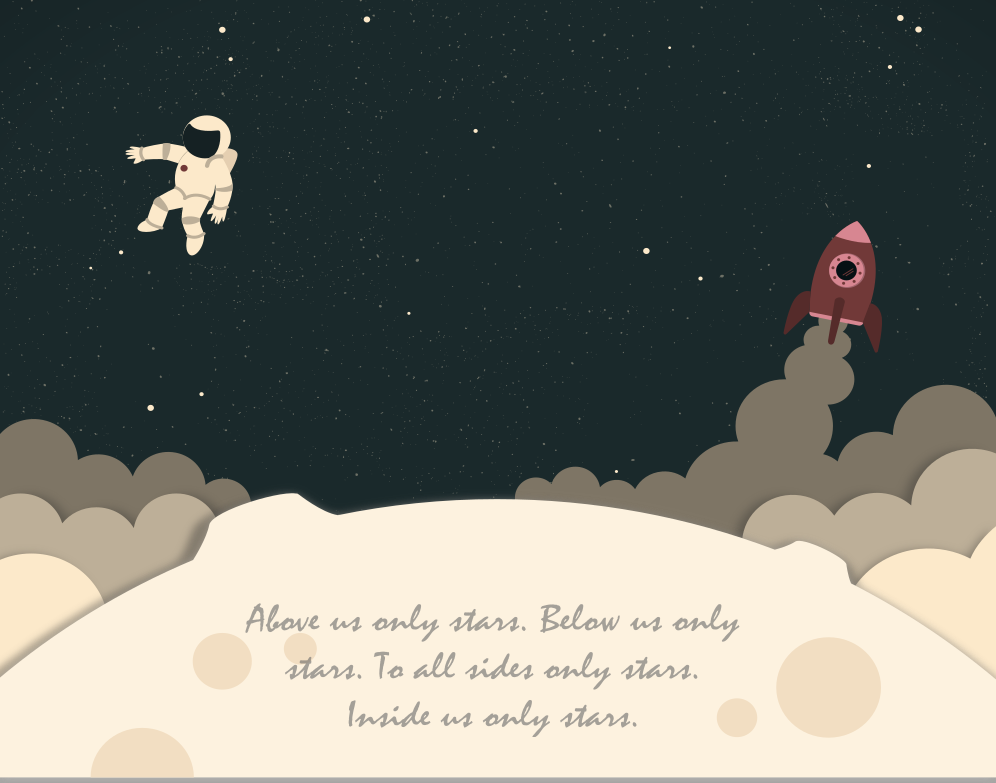 Above us only stars. Below us only
stars. To all sides only stars.
Inside us only stars.